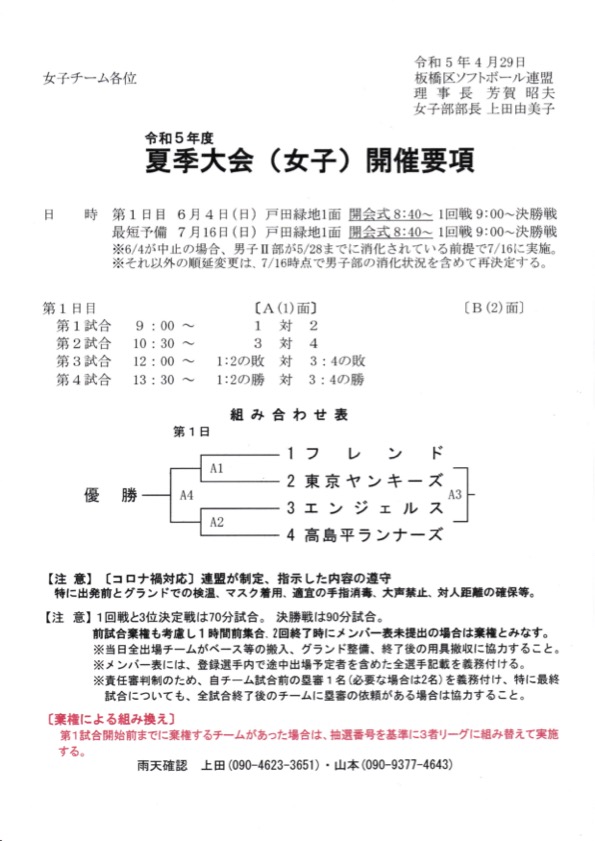 令和５年４月29日
女子チーム各位
板橋区ソフトボール連盟
理事長 芳賀 昭夫
女子部部長 上田由美子
令和５年度
夏季大会（女子）開催要項
日 時 第１日目 ６月４日(日) 戸田緑地1面 開会式 8:40～ 1回戦 9:00～決勝戦
最短予備 ７月16日(日) 戸田緑地1面 開会式 8:40～ 1回戦 9:00～決勝戦
※6/4が中止の場合、男子Ⅱ部が5/28までに消化されている前提で7/16に実施。
※それ以外の順延変更は、7/16時点で男子部の消化状況を含めて再決定する。
第１日目 〔A(1)面〕 〔B(2)面〕
第１試合 9：00 ～ 1 対 2
第２試合 10：30 ～ 3 対 4
第３試合 12：00 ～ 1:2の敗 対 3:4の敗
第４試合 13：30 ～ 1:2の勝 対 3:4の勝
組み合わせ表
第１日
1 フレンド
A1
2 東京ヤンキーズ
優勝 A4 A3
3 エンジェルス
A2
4 高島平ランナーズ
【注 意】〔コロナ禍対応〕連盟が制定、指示した内容の遵守
特に出発前とグランドでの検温、マスク着用、適宜の手指消毒、大声禁止、対人距離の確保等。
【注 意】1回戦と3位決定戦は70分試合。 決勝戦は90分試合。
前試合棄権も考慮し１時間前集合．2回終了時にメンバー表未提出の場合は棄権とみなす。
※当日全出場チームがベース等の搬入、グランド整備、終了後の用具撤収に協力すること。
※メンバー表には、登録選手内で途中出場予定者を含めた全選手記載を義務付ける。
※責任審判制のため、自チーム試合前の塁審１名(必要な場合は2名)を義務付け、特に最終
試合についても、全試合終了後のチームに塁審の依頼がある場合は協力すること。
〔棄権による組み換え〕
第１試合開始前までに棄権するチームがあった場合は、抽選番号を基準に３者リーグに組み替えて実施
する。
雨天確認 上田(090-4623-3651)・山本(090-9377-4643)